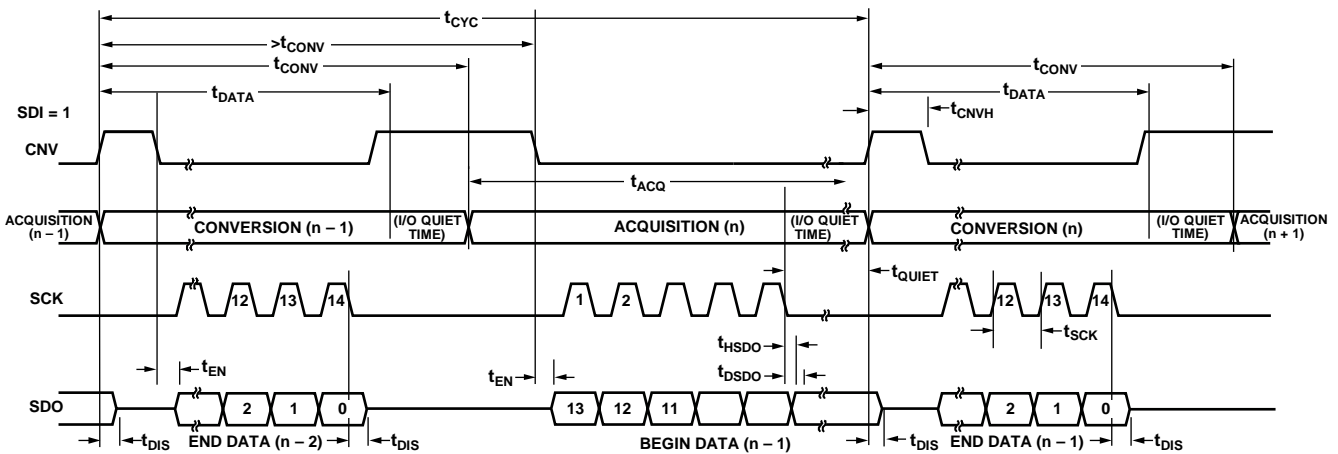 tCYC
>tCONV
tCONV
tCONV
tDATA
tDATA
SDI = 1
tCNVH
CNV
tACQ
ACQUISITION
(n – 1)
CONVERSION (n – 1)
(I/O QUIET
TIME)
ACQUISITION (n)
(I/O QUIET
TIME)
CONVERSION (n)
(I/O QUIET
TIME)
ACQUISITION
(n + 1)
tQUIET
SCK
12
13
14
1
2
12
13
14
tSCK
tHSDO
tEN
tEN
tDSDO
SDO
2
1
0
13
12
11
2
1
0
tDIS
END DATA (n – 2)
tDIS
BEGIN DATA (n – 1)
tDIS
END DATA (n – 1)
tDIS